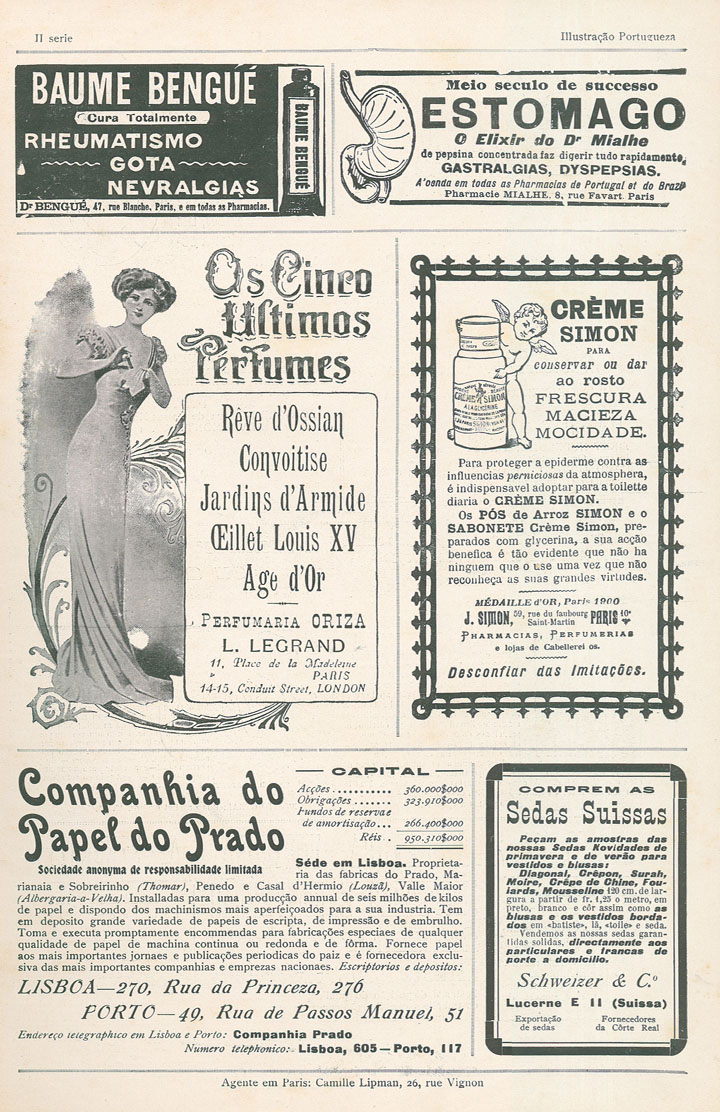 II serie
Illustração Portugueza
BAUME BENGUÉ
Cura Totalmente
RHEUMATISMO
GOTA
NEVRALGIAS
Dr BENGUÉ, 47, rue Blanche, Paris, e em todas as Pharmacias.
BAUME BENGUÉ
Meio seculo de successo
ESTOMAGO
O Elixir do Dr Mialhe
de pepsina concentrada faz digerir tudo rapidamente,
GASTRALGIAS, DYSPEPSIAS.
A'venda em todas as Pharmacias de Portugal et do Brazil
Pharmacie MIALHE, 8, rue Favart, Paris
Os Cinco
Ultimos
Perfumes
Rêve d'Ossian
Convoitise
Jardins d'Armide
Œillet Louis XV
Age d'Or
PERFUMARIA ORIZA
L. LEGRAND
11, Place de la Madeleine
PARIS
14-15, Conduit Street, LONDON
CRÈME
SIMON
PARA
conservar ou dar
ao rosto
FRESCURA
MACIEZA
MOCIDADE.
CRÈME SIMON
A LA GLYCÉRINE
Para proteger a epiderme contra as
influencias perniciosas da atmosphera,
é indispensavel adoptar para a toilette
diaria o CRÈME SIMON.
Os PÓS de Arroz SIMON e o
SABONETE Crème Simon, pre-
parados com glycerina, a sua acção
benefica é tão evidente que não ha
ninguem que o use uma vez que não
reconheça as suas grandes virtudes.
MÉDAILLE d'OR, Paris 1900
J. SIMON, 59, rue du faubourg Saint-Martin PARIS 10e
PHARMACIAS, PERFUMERIAS
e lojas de Cabellerei os.
Desconfiar das Imitações.
Companhia do
Papel do Prado
Sociedade anonyma de responsabilidade limitada
CAPITAL
Acções........... 360.000$000
Obrigações....... 323.910$000
Fundos de reserva e
de amortisação... 266.400$000
Réis. 950.310$000
Séde em Lisboa. Proprieta-
ria das fabricas do Prado, Ma-
rianaia e Sobreirinho (Thomar), Penedo e Casal d'Hermio (Louzã), Valle Maior
(Albergaria-a-Velha). Installadas para uma producção annual de seis milhões de kilos
de papel e dispondo dos machinismos mais aperfeiçoados para a sua industria. Tem
em deposito grande variedade de papeis de escripta, de impressão e de embrulho.
Toma e executa promptamente encommendas para fabricações especiaes de qualquer
qualidade de papel de machina continua ou redonda e de fôrma. Fornece papel
aos mais importantes jornaes e publicações periodicas do paiz e é fornecedora exclu-
siva das mais importantes companhias e emprezas nacionaes. Escriptorios e depositos:
LISBOA—270, Rua da Princeza, 276
PORTO—49, Rua de Passos Manuel, 51
Endereço telegraphico em Lisboa e Porto: Companhia Prado
Numero telephonico: Lisboa, 605—Porto, 117
COMPREM AS
Sedas Suissas
Peçam as amostras das
nossas Sedas Novidades de
primavera e de verão para
vestidos e blusas:
Diagonal, Crêpon, Surah,
Moire, Crêpe de Chine, Fou-
lards, Mousseline 120 cm. de lar-
gura a partir de fr. 1,25 o metro, em
preto, branco e côr assim como as
blusas e os vestidos borda-
dos em «batiste», lã, «toile» e seda.
Vendemos as nossas sedas garan-
tidas solidas, directamente aos
particulares e francas de
porte a domicilio.
Schweizer & C.º
Lucerne E 11 (Suissa)
Exportação
de sedas
Fornecedores
da Côrte Real
Agente em Paris: Camille Lipman, 26, rue Vignon